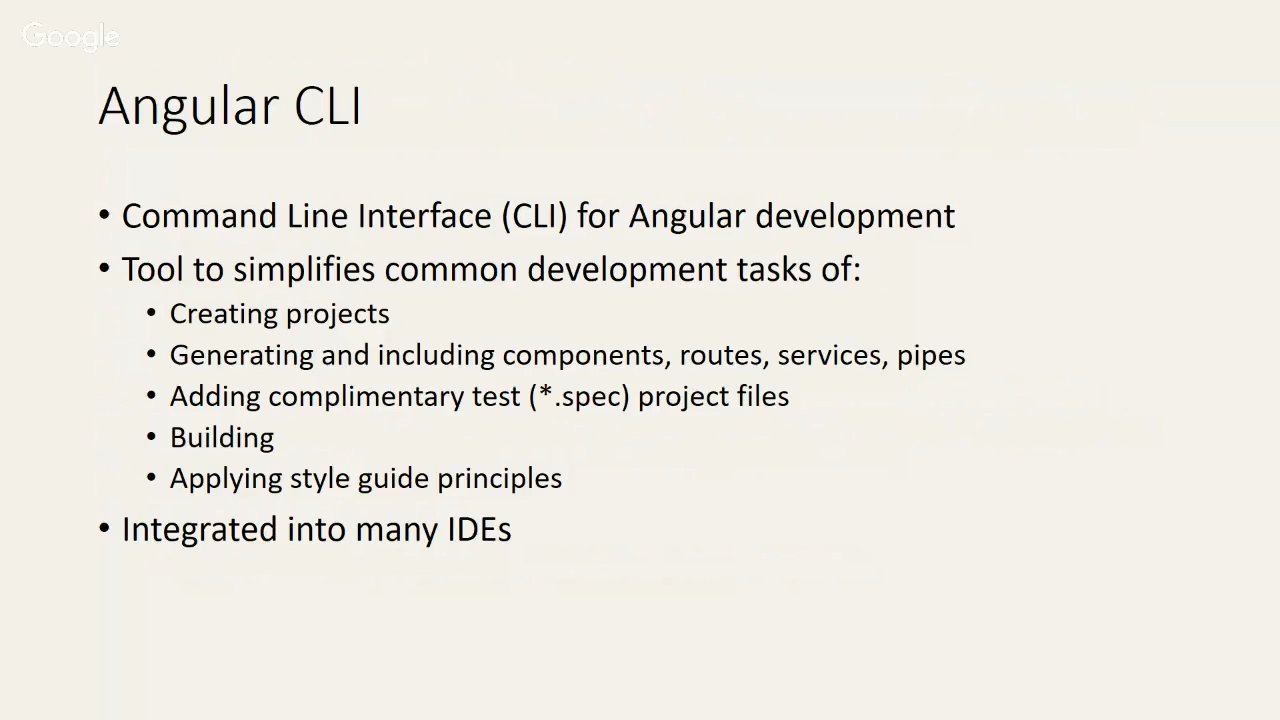 Google
Angular CLI
• Command Line Interface (CLI) for Angular development
• Tool to simplifies common development tasks of:
• Creating projects
• Generating and including components, routes, services, pipes
• Adding complimentary test (*.spec) project files
• Building
• Applying style guide principles
• Integrated into many IDEs